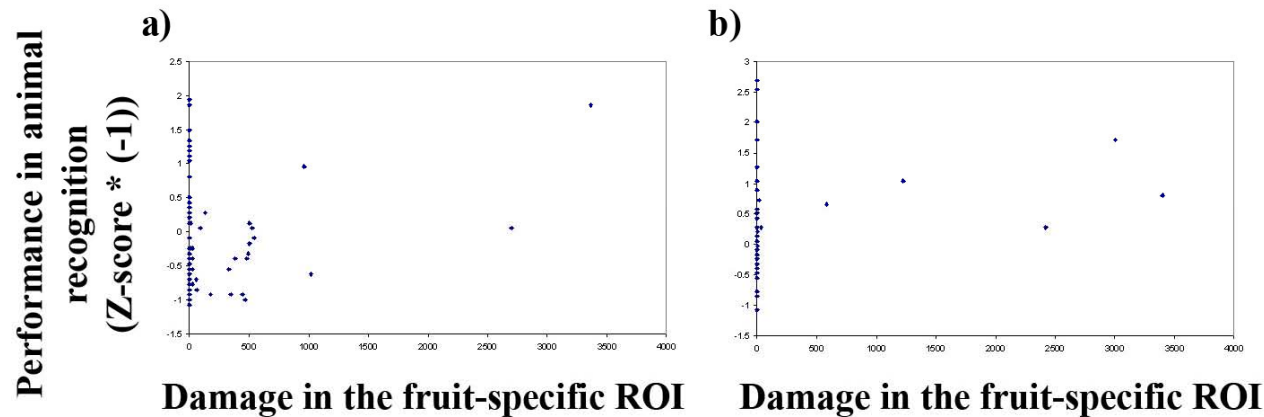 a)
b)
Performance in animal
recognition
(Z-score * (-1))
2.5
2
1.5
1
0.5
0
-0.5
-1
-1.5
0 500 1000 1500 2000 2500 3000 3500 4000
3
2.5
2
1.5
1
0.5
0
-0.5
-1
-1.5
0 500 1000 1500 2000 2500 3000 3500 4000
Damage in the fruit-specific ROI
Damage in the fruit-specific ROI